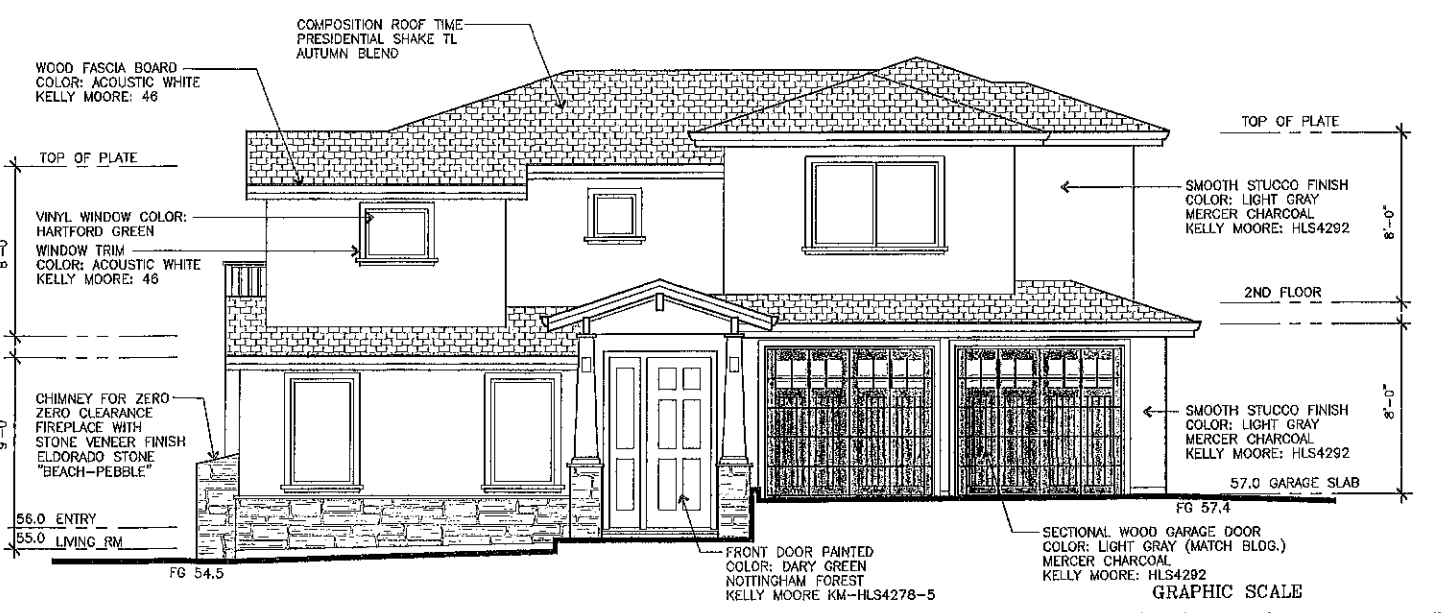 COMPOSITION ROOF TIME
PRESIDENTIAL SHAKE TL
AUTUMN BLEND
WOOD FASCIA BOARD
COLOR: ACOUSTIC WHITE
KELLY MOORE: 46
TOP OF PLATE
TOP OF PLATE
VINYL WINDOW COLOR:
HARTFORD GREEN
WINDOW TRIM
COLOR: ACOUSTIC WHITE
KELLY MOORE: 46
SMOOTH STUCCO FINISH
COLOR: LIGHT GRAY
MERCER CHARCOAL
KELLY MOORE: HLS4292
8'-0"
2ND FLOOR
CHIMNEY FOR ZERO
ZERO CLEARANCE
FIREPLACE WITH
STONE VENEER FINISH
ELDORADO STONE
"BEACH-PEBBLE"
SMOOTH STUCCO FINISH
COLOR: LIGHT GRAY
MERCER CHARCOAL
KELLY MOORE: HLS4292
8'-0"
57.0 GARAGE SLAB
FG 57.4
56.0 ENTRY
55.0 LIVING RM
FG 54.5
FRONT DOOR PAINTED
COLOR: DARY GREEN
NOTTINGHAM FOREST
KELLY MOORE KM-HLS4278-5
SECTIONAL WOOD GARAGE DOOR
COLOR: LIGHT GRAY (MATCH BLDG.)
MERCER CHARCOAL
KELLY MOORE: HLS4292
GRAPHIC SCALE